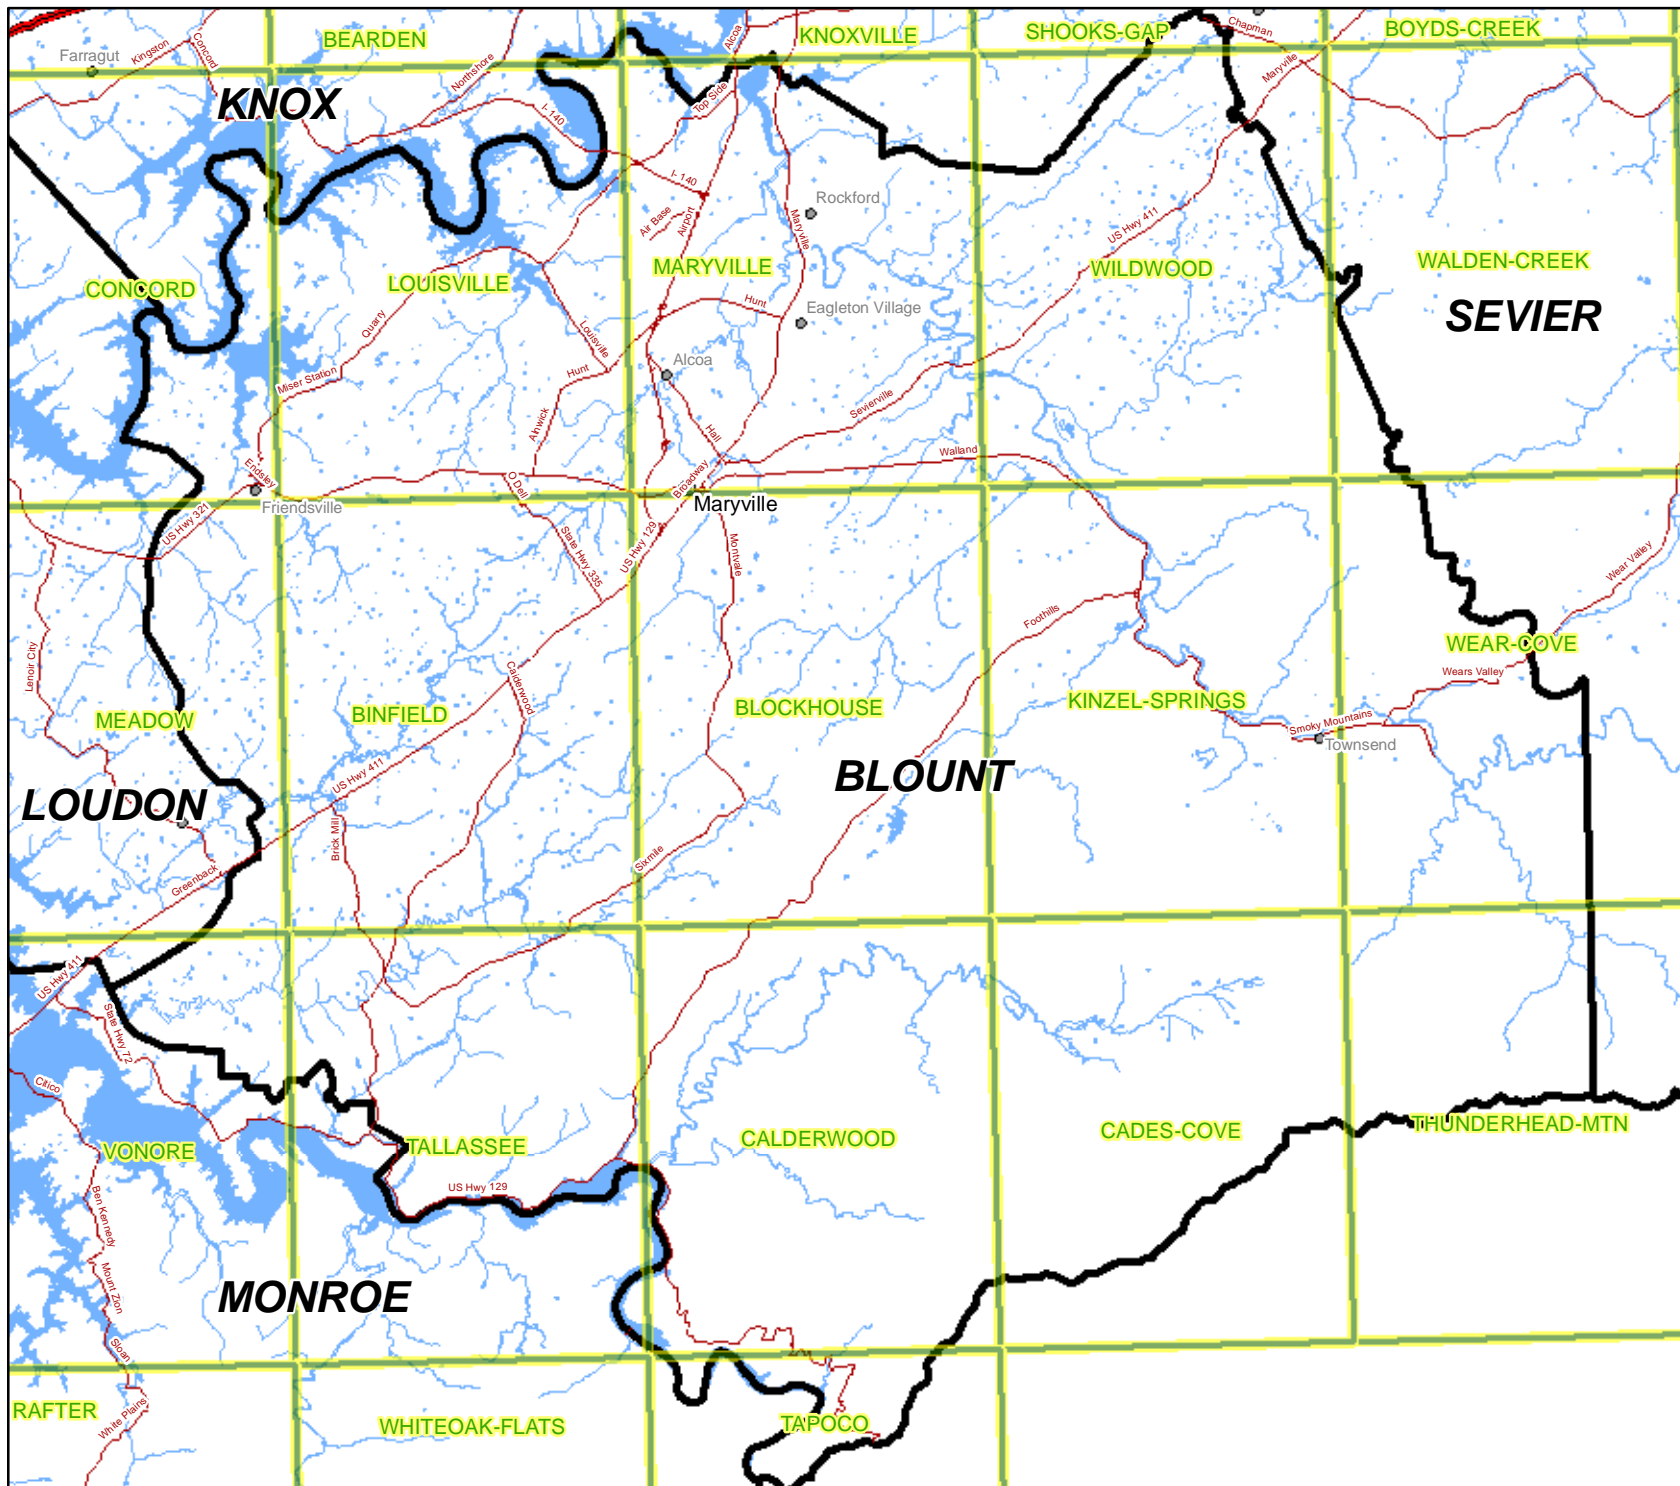 BEARDEN
KNOXVILLE
SHOOKS-GAP
BOYDS-CREEK
Chapman
Alcoa
Kingston
Concord
Farragut
Northshore
Maryville
KNOX
Top Side
I- 140
I- 140
Rockford
Air Base
Airport
Maryville
US Hwy 411
CONCORD
LOUISVILLE
MARYVILLE
WILDWOOD
WALDEN-CREEK
SEVIER
Hunt
Eagleton Village
Quarry
Louisville
Alcoa
Miser Station
Hunt
Sevierville
Alnwick
Hall
Walland
Endsley
Broadway
O Dell
Friendsville
Maryville
US Hwy 321
State Hwy 335
US Hwy 129
Montvale
Wear Valley
Foothills
WEAR-COVE
Lenoir City
Calderwood
Wears Valley
MEADOW
BINFIELD
BLOCKHOUSE
KINZEL-SPRINGS
Smoky Mountains
Townsend
US Hwy 411
BLOUNT
LOUDON
Brick Mill
Sixmile
Greenback
US Hwy 411
State Hwy 72
Citico
VONORE
TALLASSEE
CALDERWOOD
CADES-COVE
THUNDERHEAD-MTN
US Hwy 129
Ben Kennedy
Mount Zion
MONROE
Sloan
RAFTER
White Plains
WHITEOAK-FLATS
TAPOCO